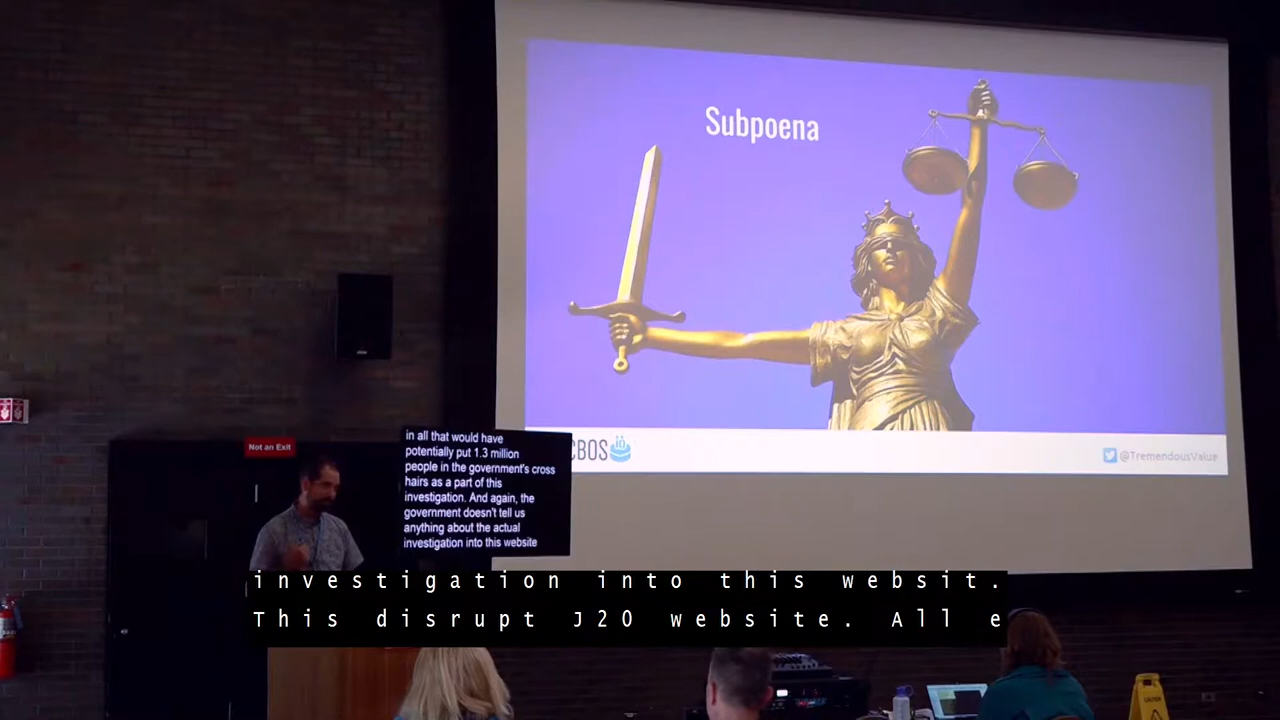 Subpoena
CBOS
10
@TremendousValue
Not an Exit
in all that would have
potentially put 1.3 million
people in the government's cross
hairs as a part of this
investigation. And again, the
government doesn't tell us
anything about the actual
investigation into this website
investigation into this websit.
This disrupt J20 website. All e
CAUTION